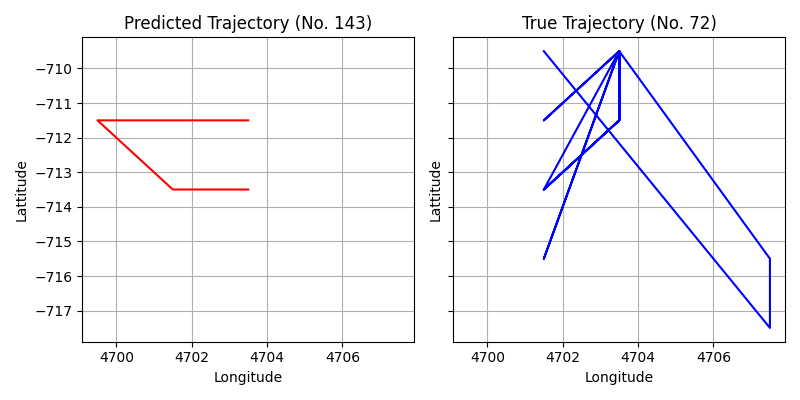 Predicted Trajectory (No. 143)
−710
−711
−712
−713
−714
−715
−716
−717
Lattitude
4700 4702 4704 4706
Longitude
True Trajectory (No. 72)
Lattitude
4700 4702 4704 4706
Longitude